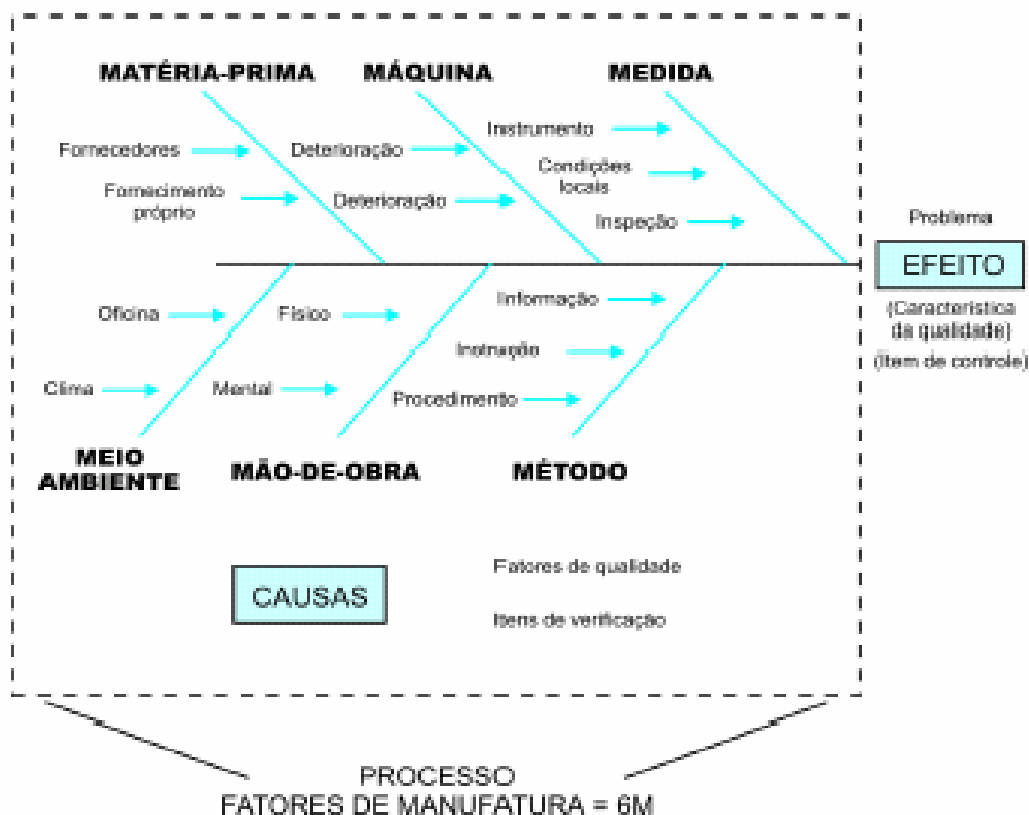 MATÉRIA-PRIMA
MÁQUINA
MEDIDA
Fornecedores
Fornecimento
próprio
Deterioração
Deterioração
Instrumento
Condições
locais
Inspeção
Problema
EFEITO
(Característica
da qualidade)
(Item de controle)
Oficina
Clima
Físico
Mental
Informação
Instrução
Procedimento
MEIO
AMBIENTE
MÃO-DE-OBRA
MÉTODO
CAUSAS
Fatores de qualidade
Itens de verificação
PROCESSO
FATORES DE MANUFATURA = 6M